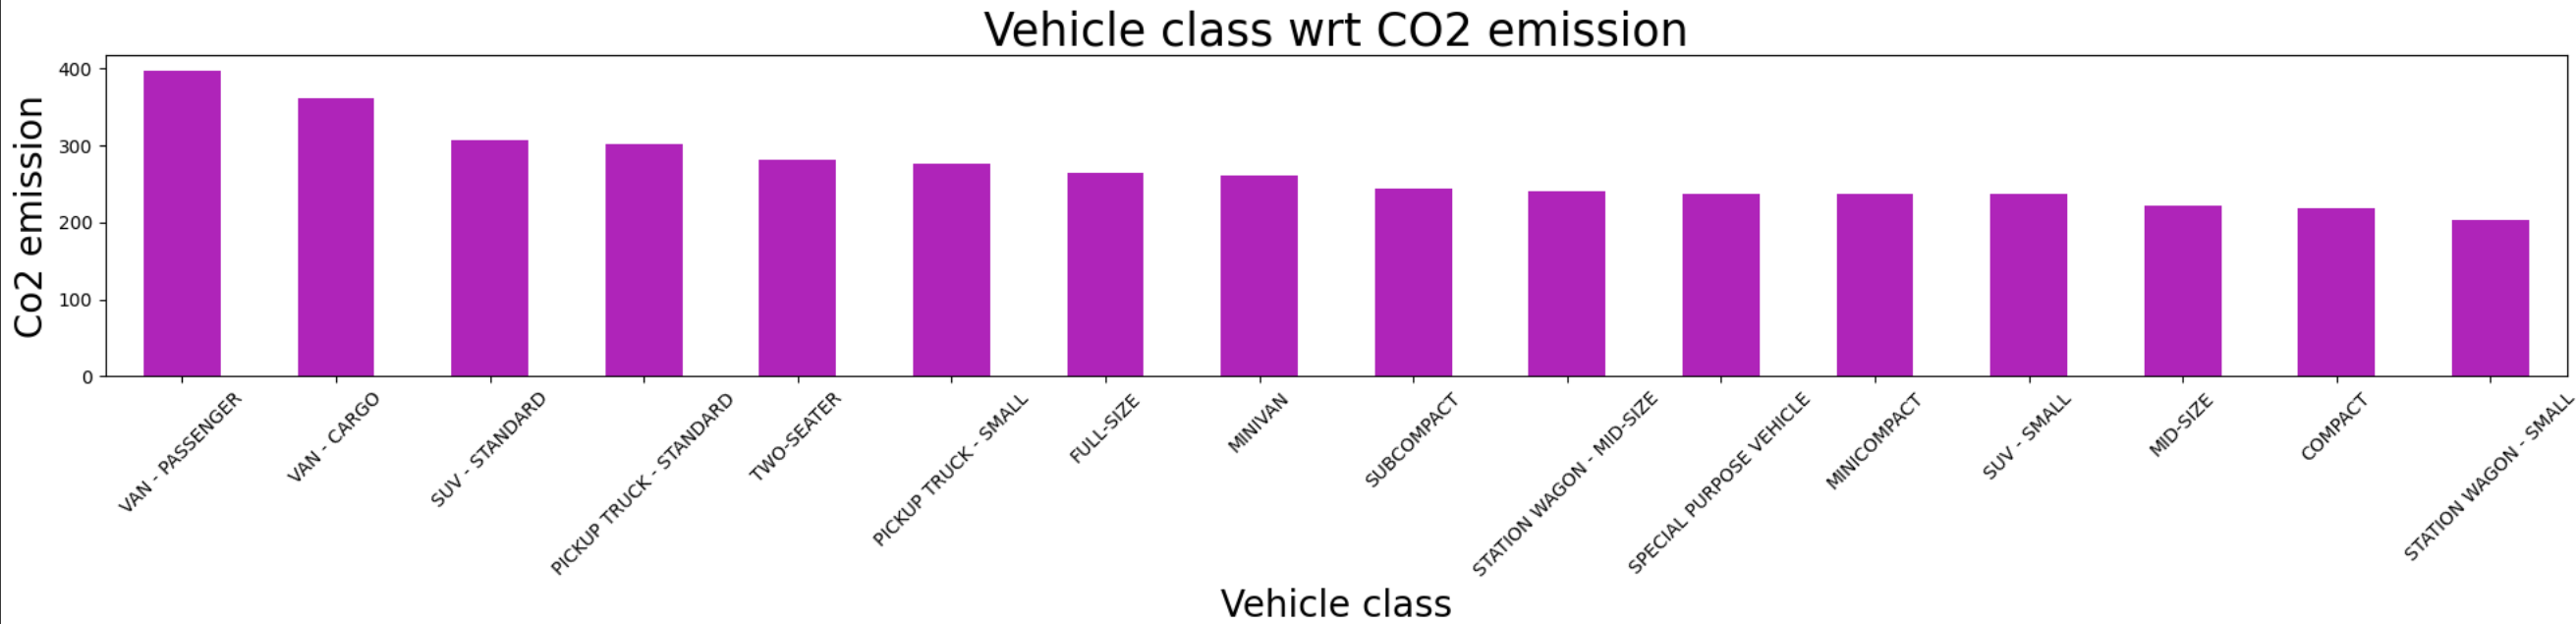 Vehicle class wrt CO2 emission
Co2 emission
400
300
200
100
0
VAN - PASSENGER
VAN - CARGO
SUV - STANDARD
PICKUP TRUCK - STANDARD
TWO-SEATER
PICKUP TRUCK - SMALL
FULL-SIZE
MINIVAN
SUBCOMPACT
STATION WAGON - MID-SIZE
SPECIAL PURPOSE VEHICLE
MINICOMPACT
SUV - SMALL
MID-SIZE
COMPACT
STATION WAGON - SMALL
Vehicle class